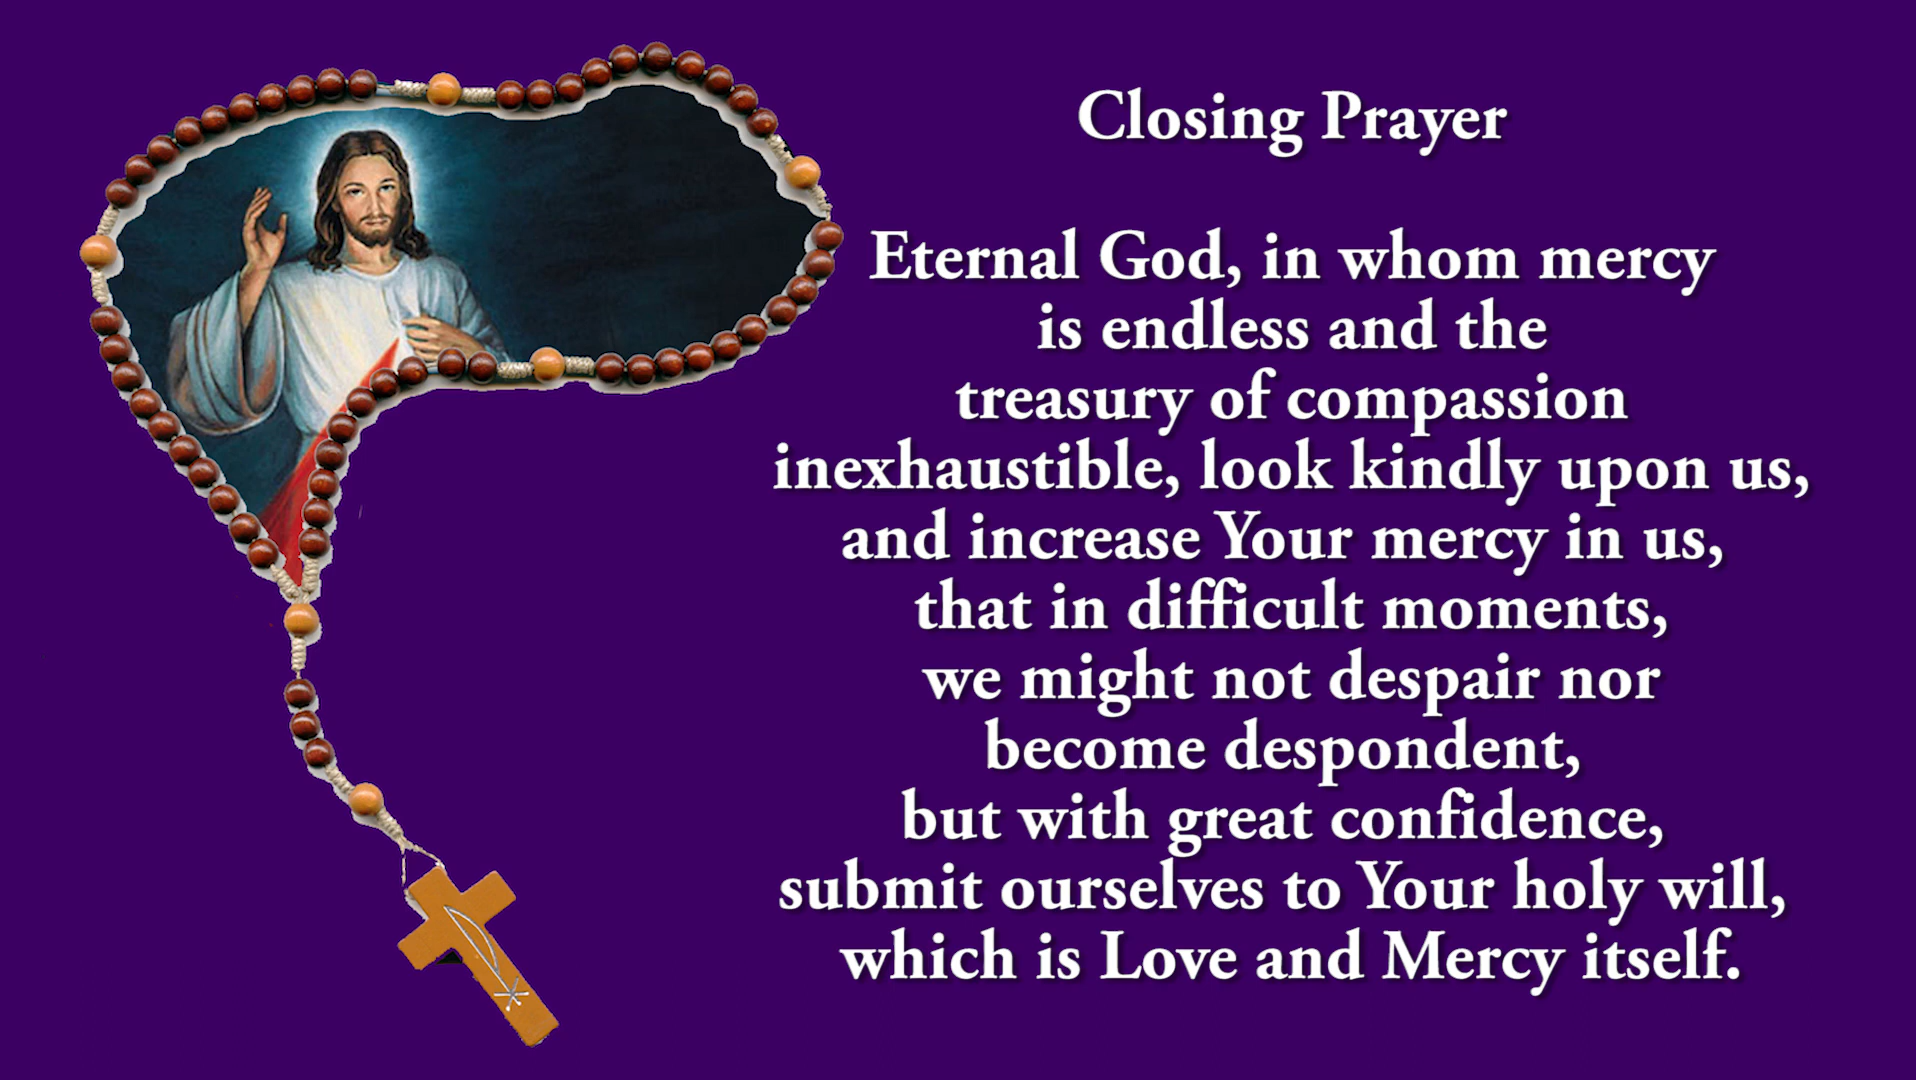 Closing Prayer
Eternal God, in whom mercy
is endless and the
treasury of compassion
inexhaustible, look kindly upon us,
and increase Your mercy in us,
that in difficult moments,
we might not despair nor
become despondent,
but with great confidence,
submit ourselves to Your holy will,
which is Love and Mercy itself.